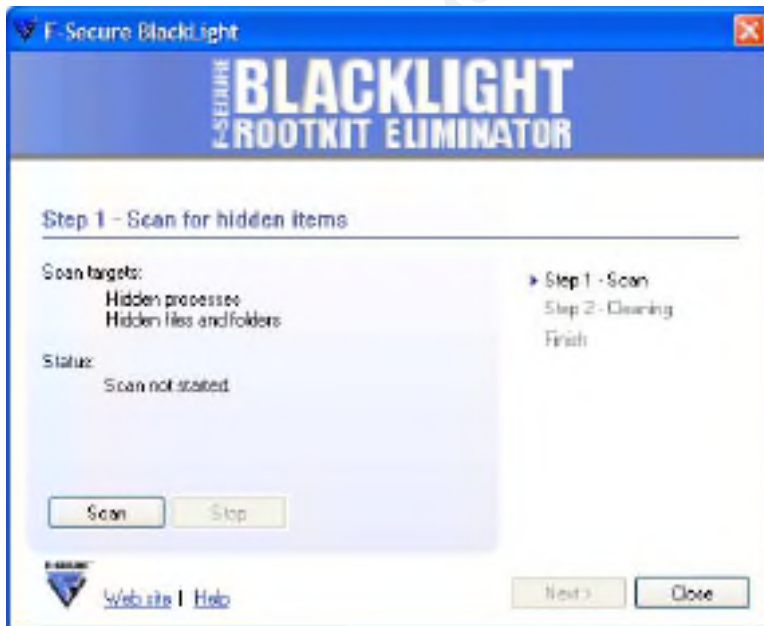 F-Secure BlackLight
F-SECURE
BLACKLIGHT
ROOTKIT ELIMINATOR
Step 1 - Scan for hidden items
Scan targets:
Hidden processes
Hidden files and folders
Status:
Scan not started.
Step 1 - Scan
Step 2 - Cleaning
Finish
Scan
Stop
F-SECURE
Web site | Help
Next >
Close